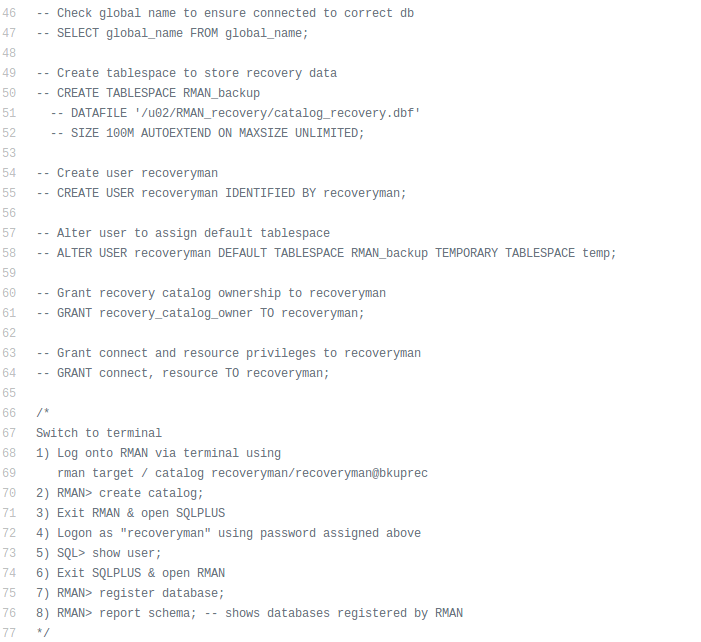 46 -- Check global name to ensure connected to correct db
47 -- SELECT global_name FROM global_name;
48
49 -- Create tablespace to store recovery data
50 -- CREATE TABLESPACE RMAN_backup
51   -- DATAFILE '/u02/RMAN_recovery/catalog_recovery.dbf'
52   -- SIZE 100M AUTOEXTEND ON MAXSIZE UNLIMITED;
53
54 -- Create user recoveryman
55 -- CREATE USER recoveryman IDENTIFIED BY recoveryman;
56
57 -- Alter user to assign default tablespace
58 -- ALTER USER recoveryman DEFAULT TABLESPACE RMAN_backup TEMPORARY TABLESPACE temp;
59
60 -- Grant recovery catalog ownership to recoveryman
61 -- GRANT recovery_catalog_owner TO recoveryman;
62
63 -- Grant connect and resource privileges to recoveryman
64 -- GRANT connect, resource TO recoveryman;
65
66 /*
67 Switch to terminal
68 1) Log onto RMAN via terminal using
69    rman target / catalog recoveryman/recoveryman@bkuprec
70 2) RMAN> create catalog;
71 3) Exit RMAN & open SQLPLUS
72 4) Logon as "recoveryman" using password assigned above
73 5) SQL> show user;
74 6) Exit SQLPLUS & open RMAN
75 7) RMAN> register database;
76 8) RMAN> report schema; -- shows databases registered by RMAN
77 */